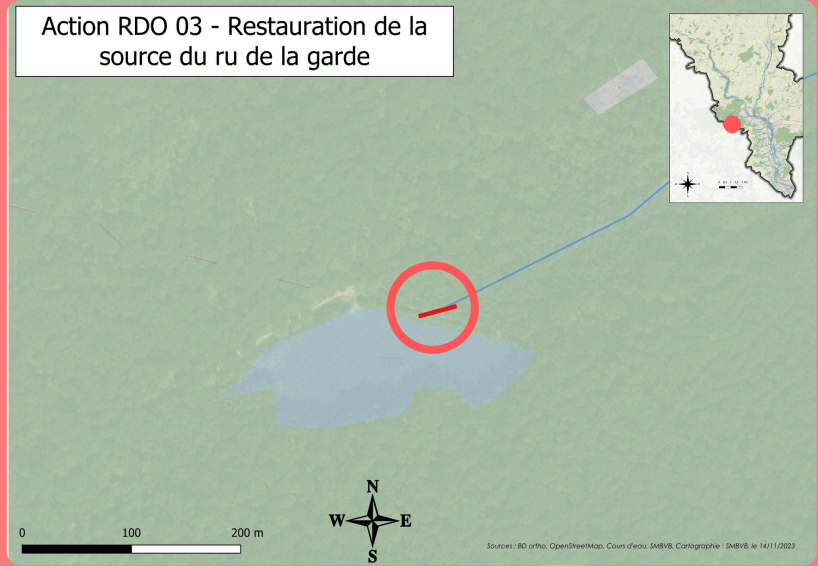 Action RDO 03 - Restauration de la
source du ru de la garde
N
W E
S
0 100 200 m
Sources : BD ortho, OpenStreetMap, Cours d'eau, SMBVB, Cartographie : SMBVB, le 14/11/2023